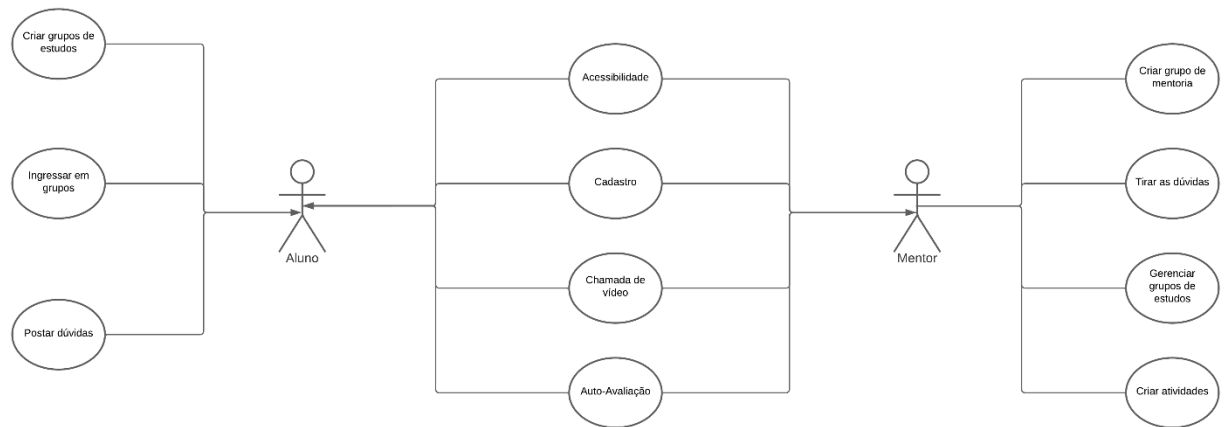 Criar grupos de
estudos
Ingressar em
grupos
Postar dúvidas
Aluno
Acessibilidade
Cadastro
Chamada de
vídeo
Auto-Avaliação
Mentor
Criar grupo de
mentoria
Tirar as dúvidas
Gerenciar
grupos de
estudos
Criar atividades